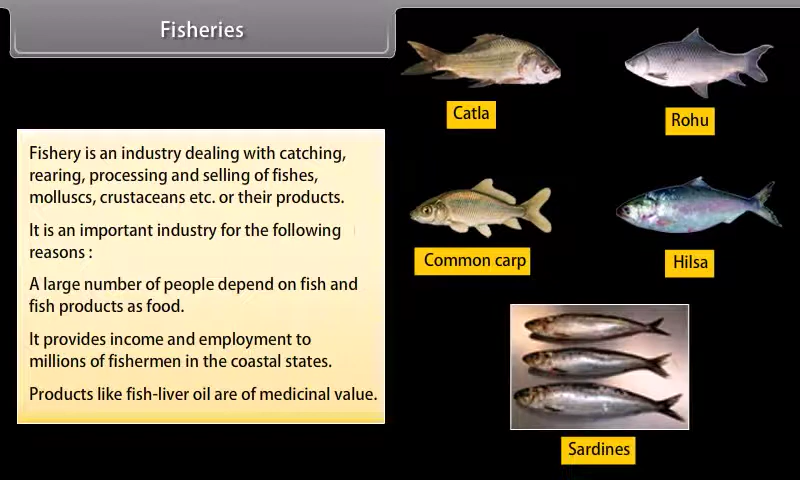 Fisheries
Fishery is an industry dealing with catching,
rearing, processing and selling of fishes,
molluscs, crustaceans etc. or their products.
It is an important industry for the following
reasons :
A large number of people depend on fish and
fish products as food.
It provides income and employment to
millions of fishermen in the coastal states.
Products like fish-liver oil are of medicinal value.
Catla
Rohu
Common carp
Hilsa
Sardines